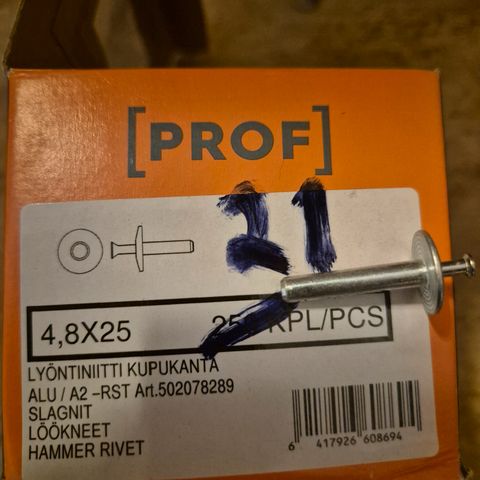 [PROF]
31
4,8X25 KPL/PCS
LYÖNTINIITTI KUPUKANTA
ALU / A2 –RST Art.502078289
SLAGNIT
LÖÖKNEET
HAMMER RIVET
6 417926 608694